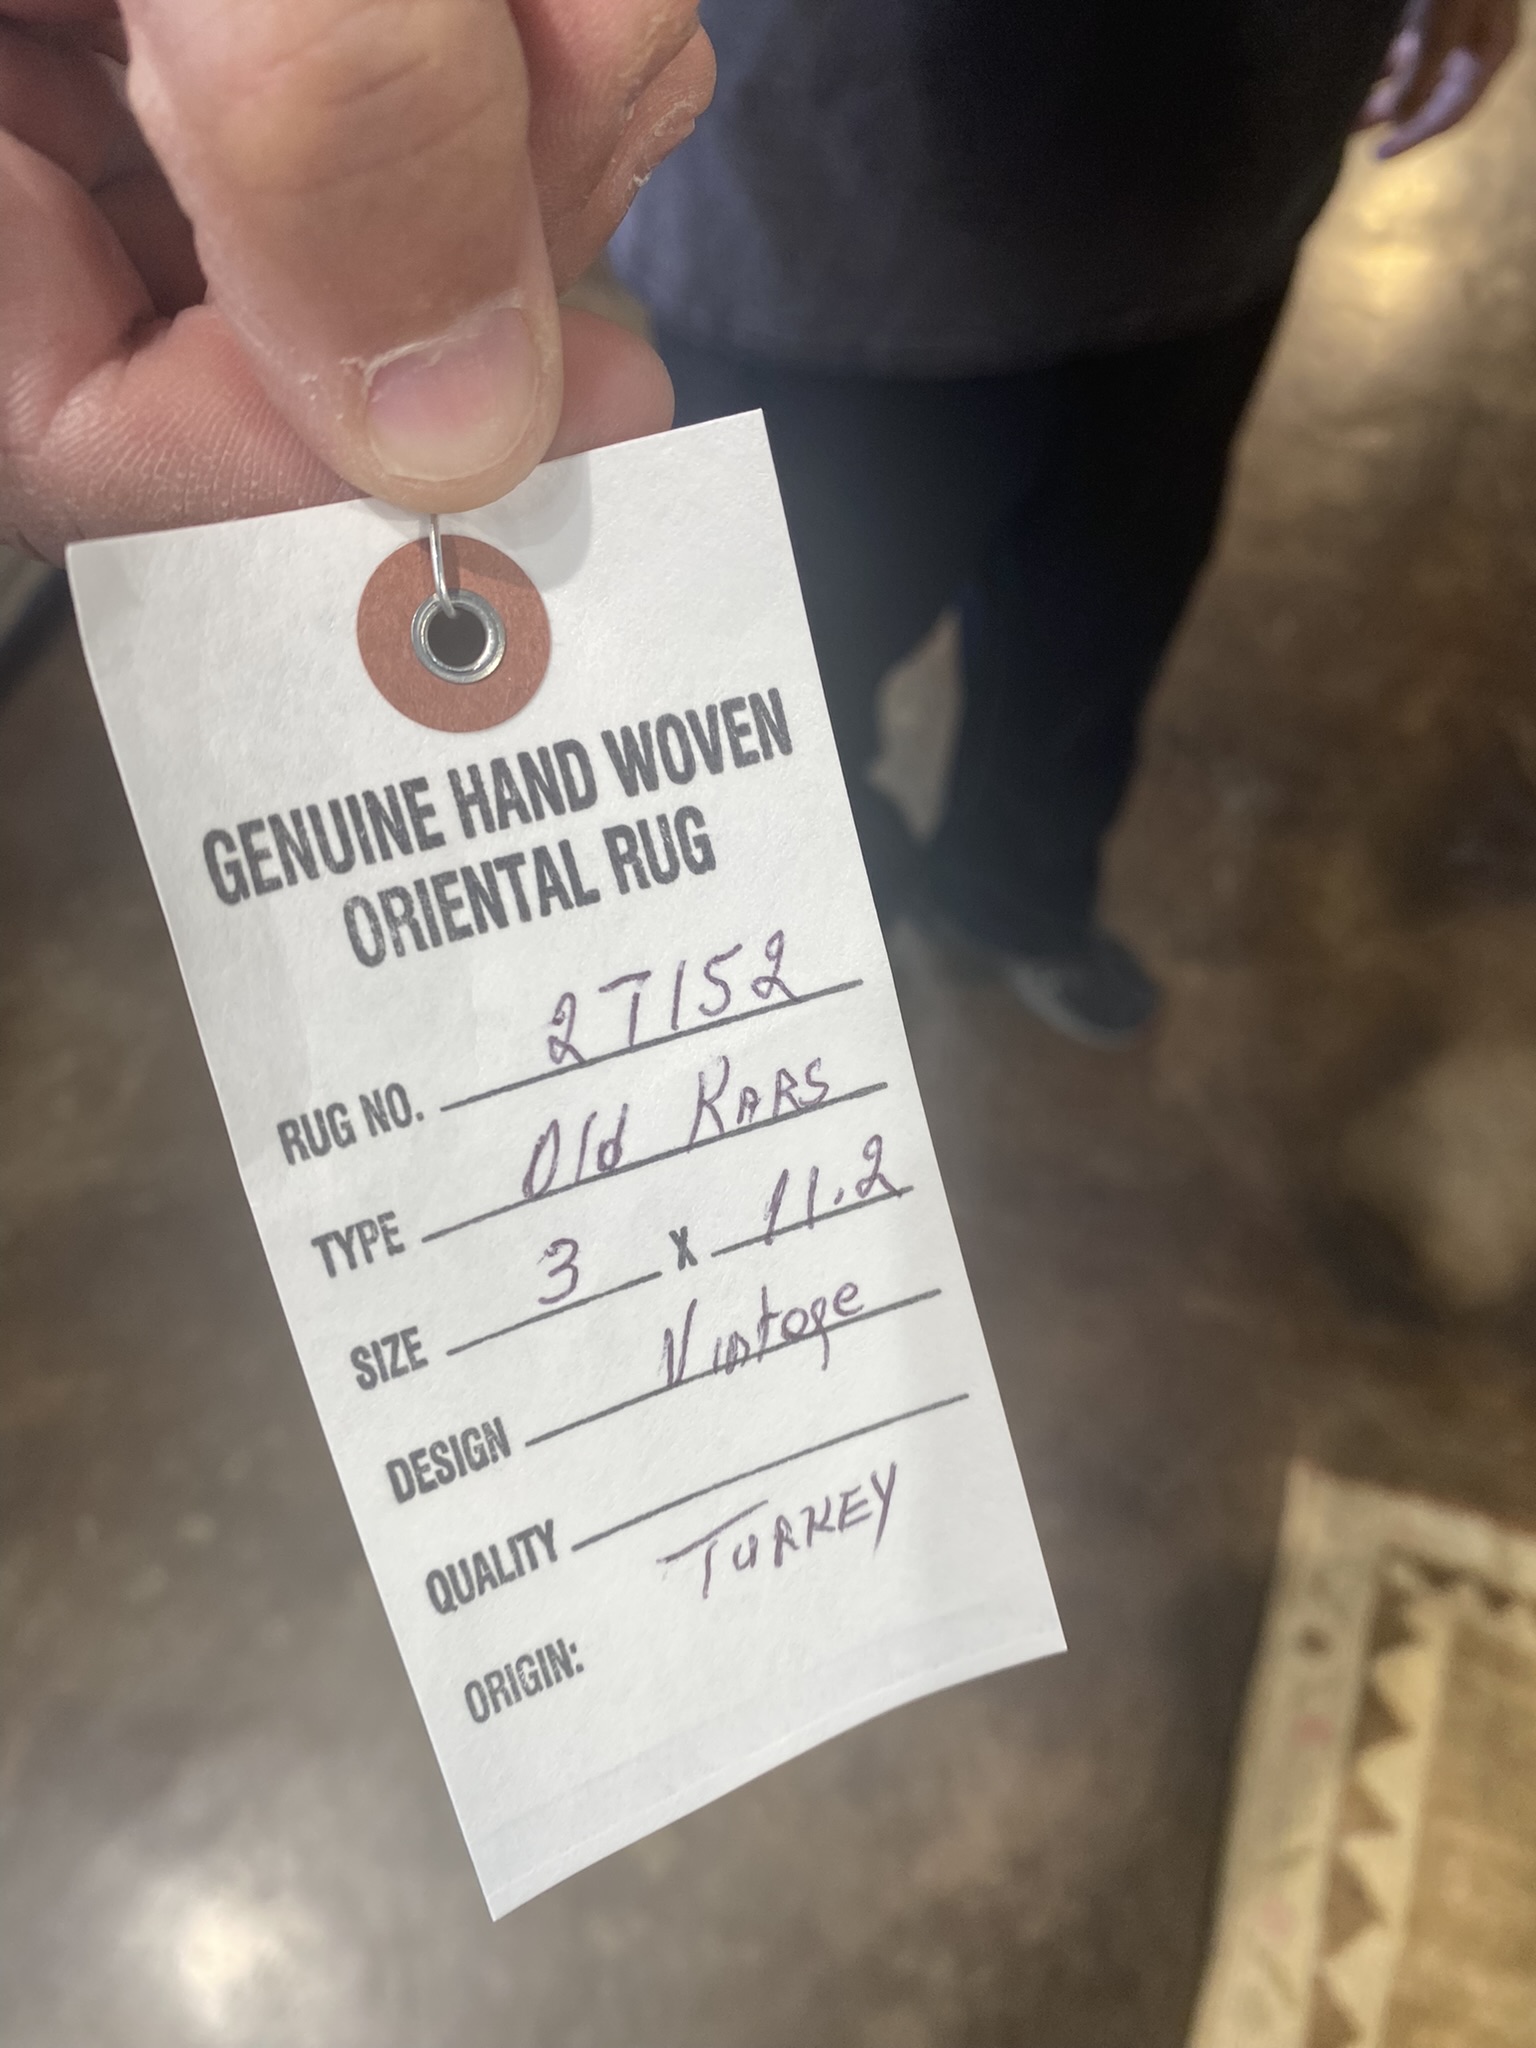 GENUINE HAND WOVEN
ORIENTAL RUG
RUG NO. 27152
TYPE Old KARS
SIZE 3 X 11.2
DESIGN Vintage
QUALITY
ORIGIN: TURKEY